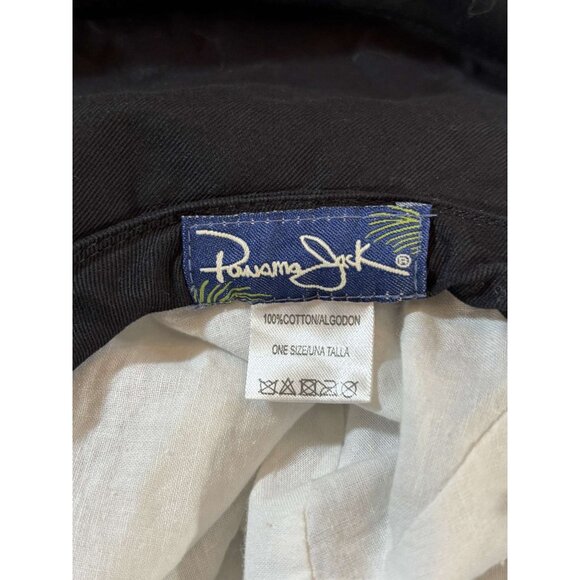 Panama Jack®
100%COTTON/ALGODON
ONE SIZE/UNA TALLA